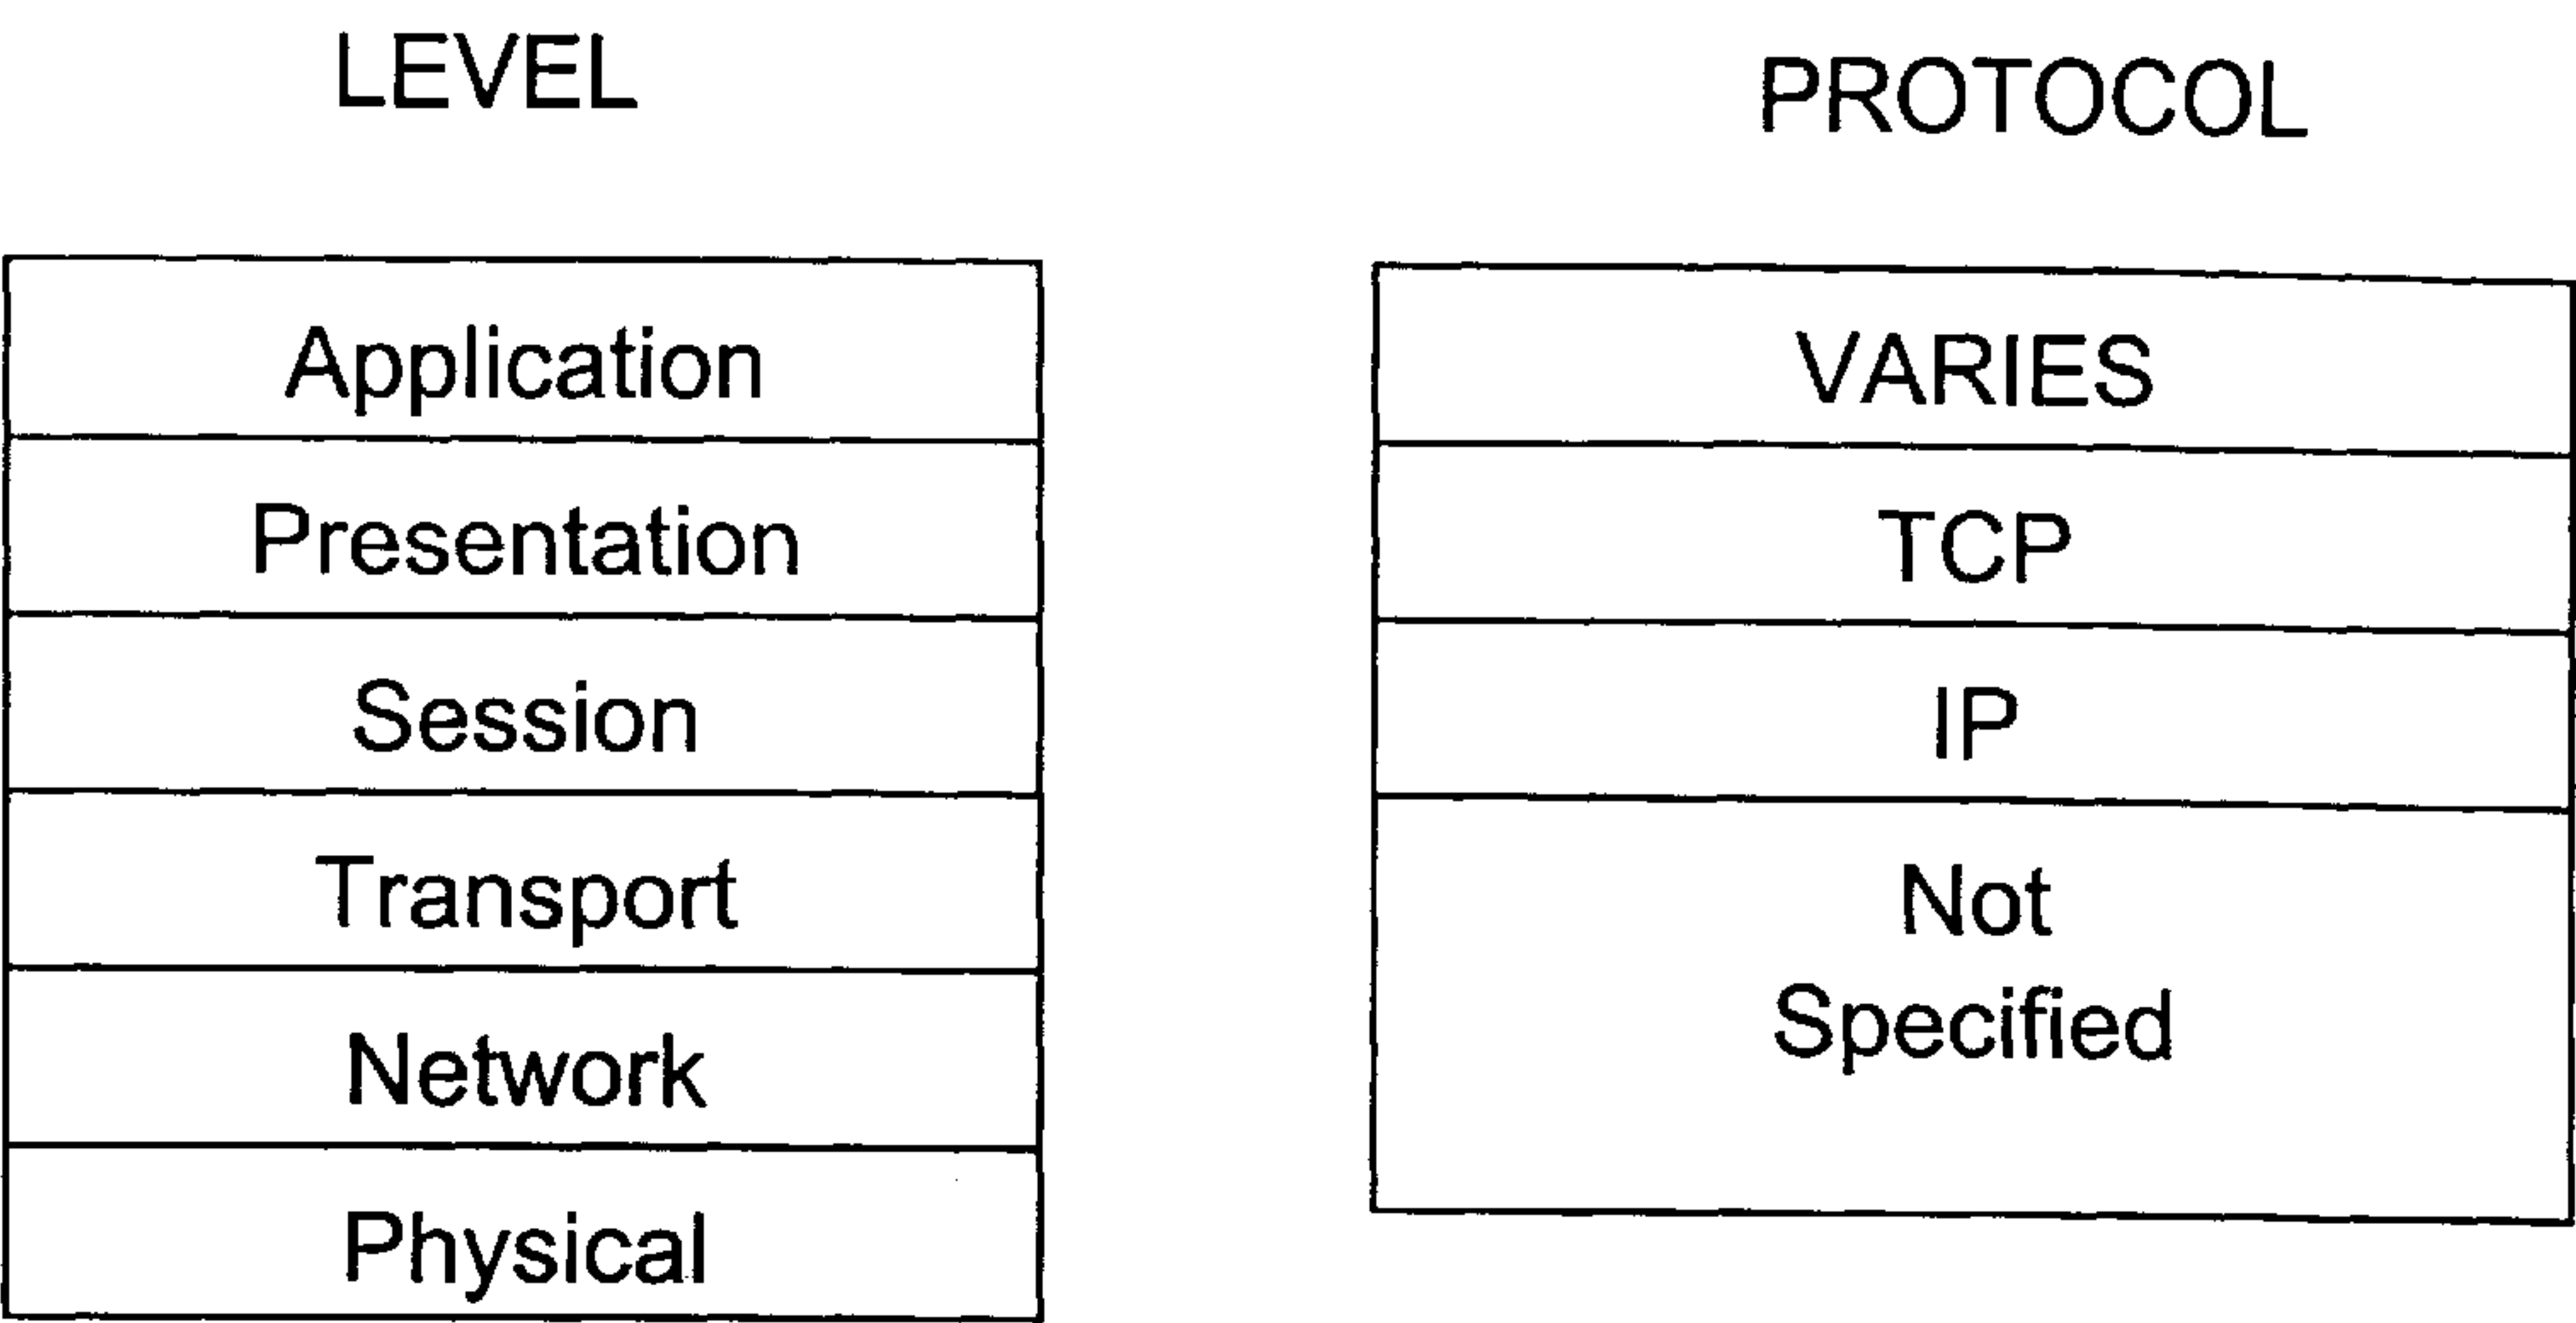 LEVEL
Application
Presentation
Session
Transport
Network
Physical
PROTOCOL
VARIES
TCP
IP
Not
Specified